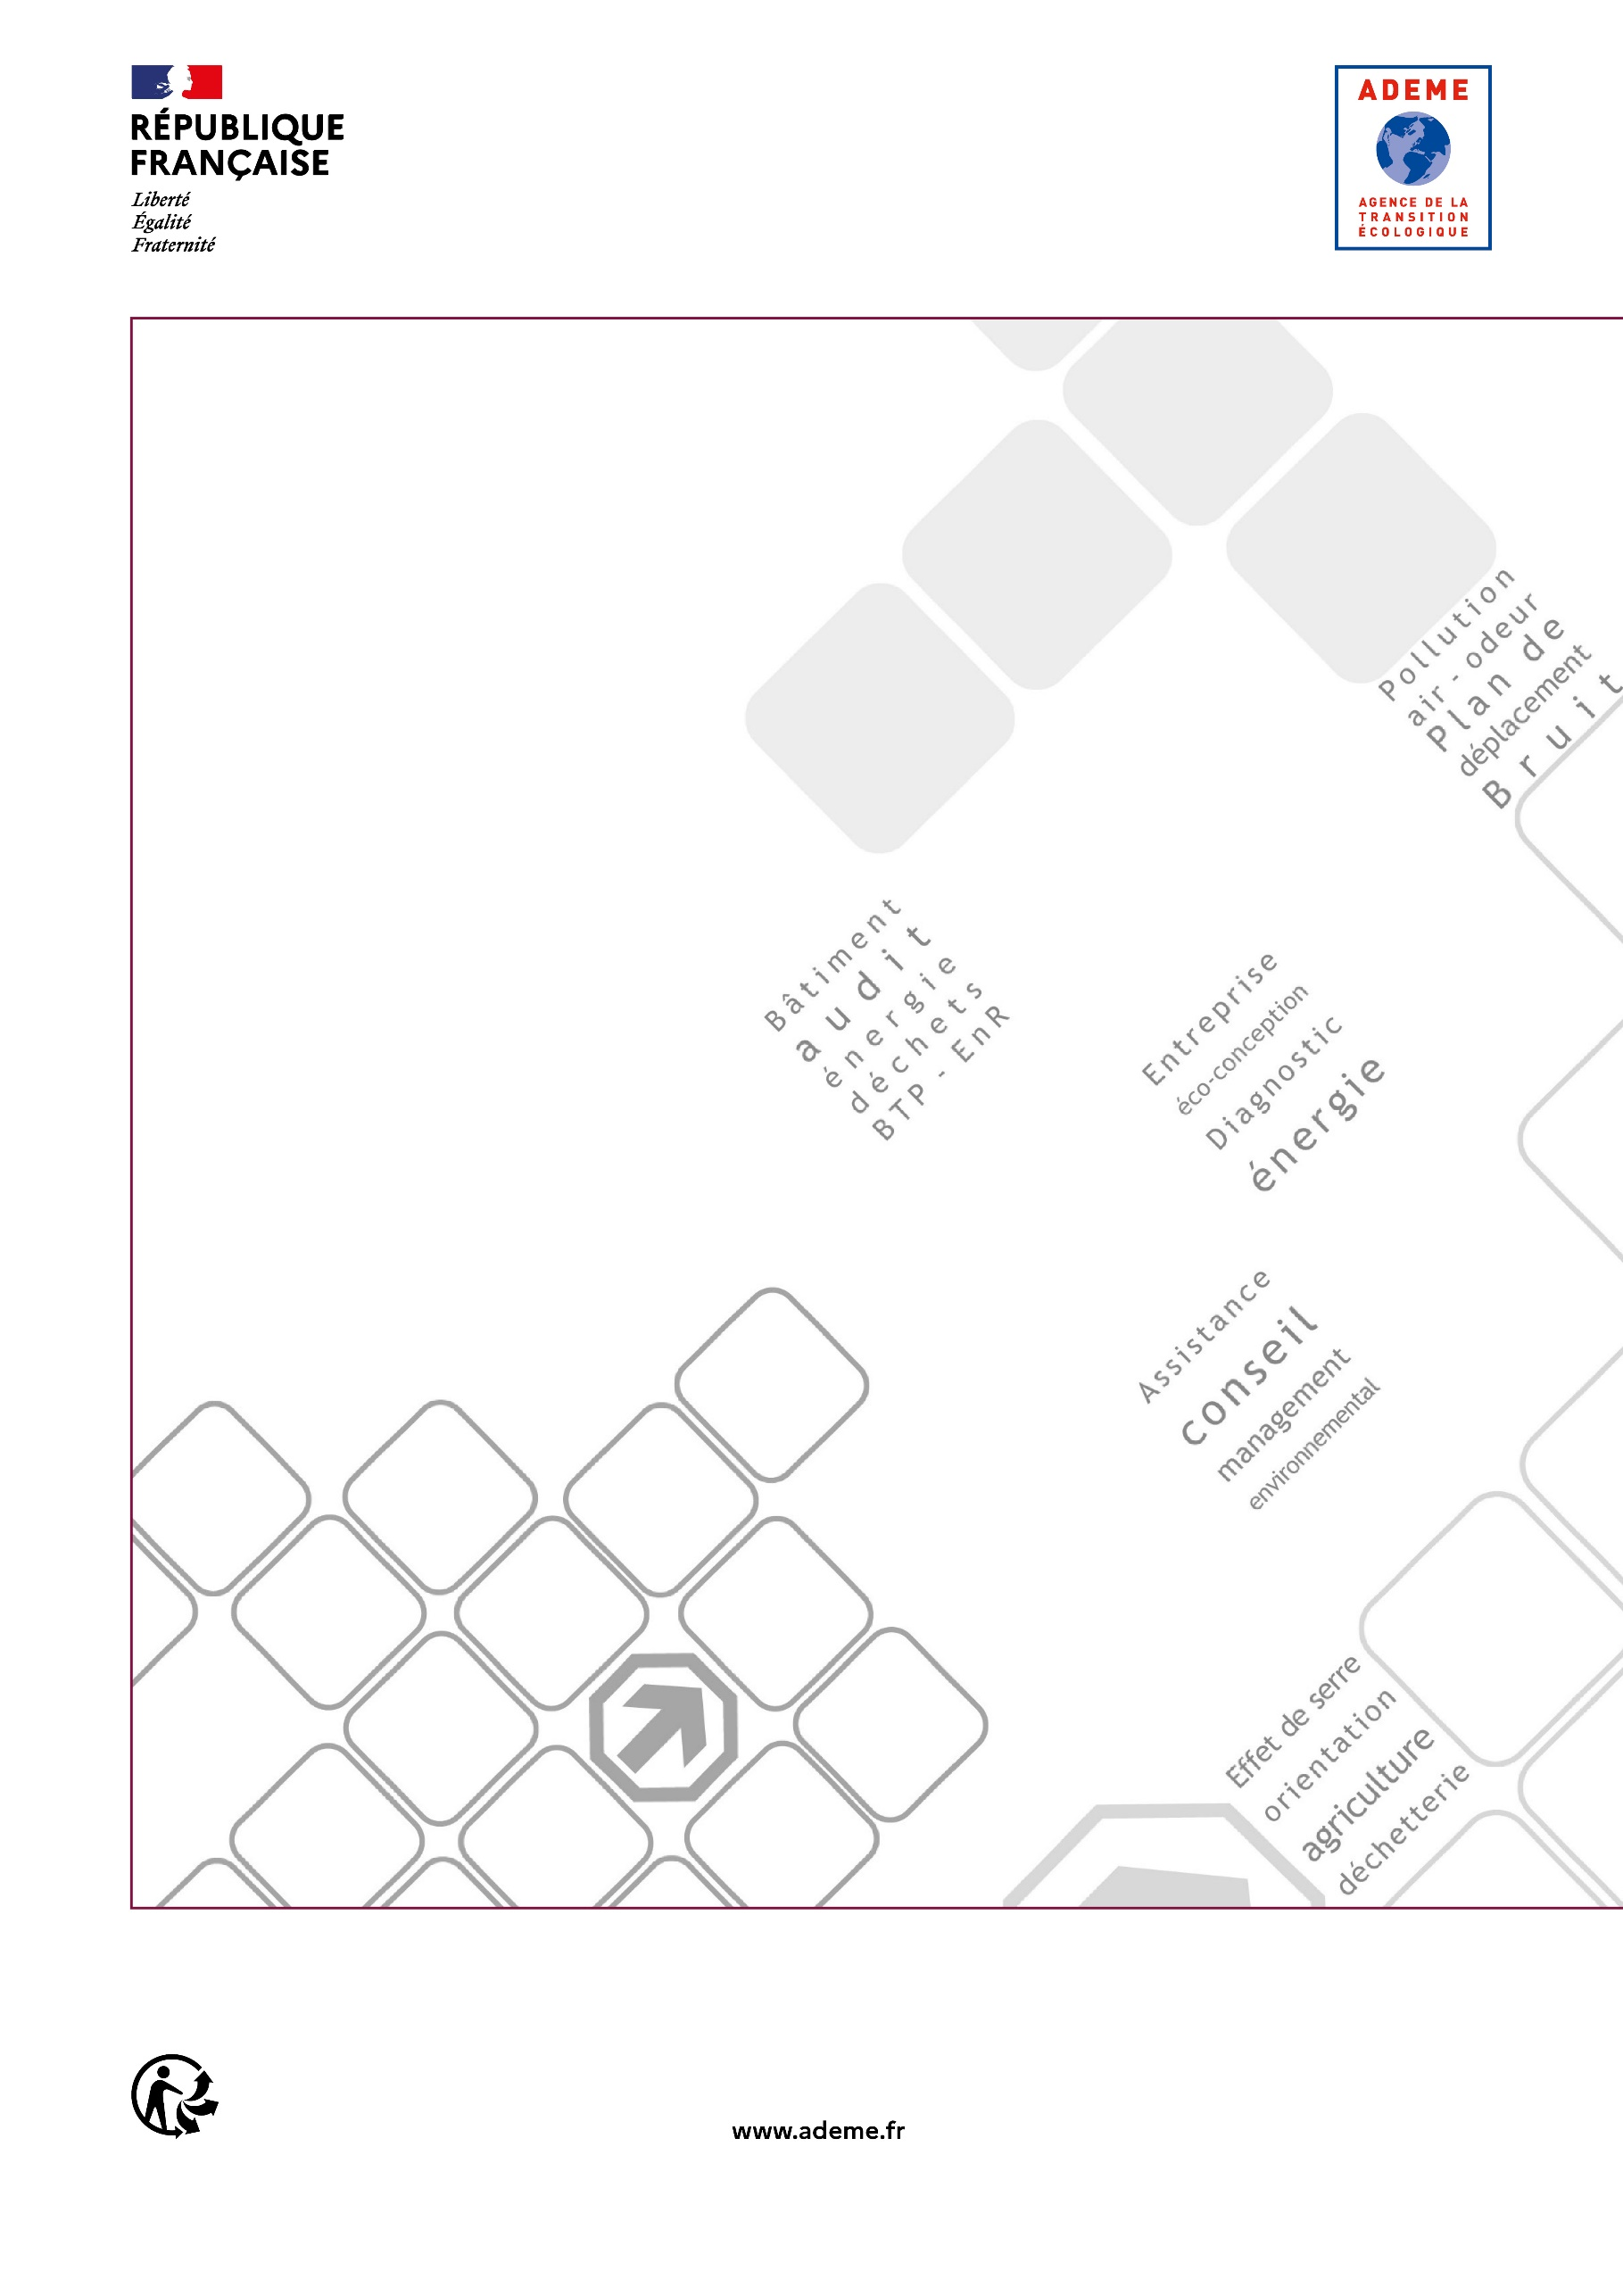 RÉPUBLIQUE
FRANÇAISE
Liberté
Égalité
Fraternité
ADEME
AGENCE DE LA
TRANSITION
ÉCOLOGIQUE
Pollution
air - odeur
Plan de
déplacement
Bruit
Bâtiment
audit
énergie
déchets
BTP - EnR
Entreprise
éco-conception
Diagnostic
énergie
Assistance
conseil
management
environnemental
Effet de serre
orientation
agriculture
déchetterie
www.ademe.fr